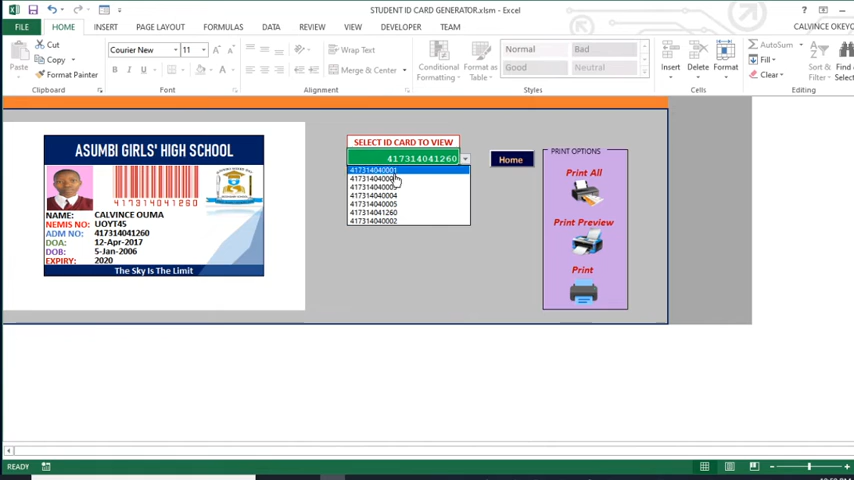 STUDENT ID CARD GENERATOR.xlsm - Excel
FILE HOME INSERT PAGE LAYOUT FORMULAS DATA REVIEW VIEW DEVELOPER TEAM CALVINCE OKEYO
Cut
Copy
Format Painter
Paste
Clipboard
Courier New 11
B I U
Font
Wrap Text
Merge & Center
Alignment
Conditional Formatting
Format as Table
Normal Bad
Good Neutral
Styles
Insert Delete Format
Cells
AutoSum
Fill
Clear
Sort & Filter
Find &
Editing
ASUMBI GIRLS' HIGH SCHOOL
417314041260
NAME: CALVINCE OUMA
NEMIS NO: UOYT45
ADM NO: 417314041260
DOA: 12-Apr-2017
DOB: 5-Jan-2006
EXPIRY: 2020
The Sky Is The Limit
SELECT ID CARD TO VIEW
417314041260
417314040001
417314040004
417314040005
417314041260
417314040002
Home
PRINT OPTIONS
Print All
Print Preview
Print
READY